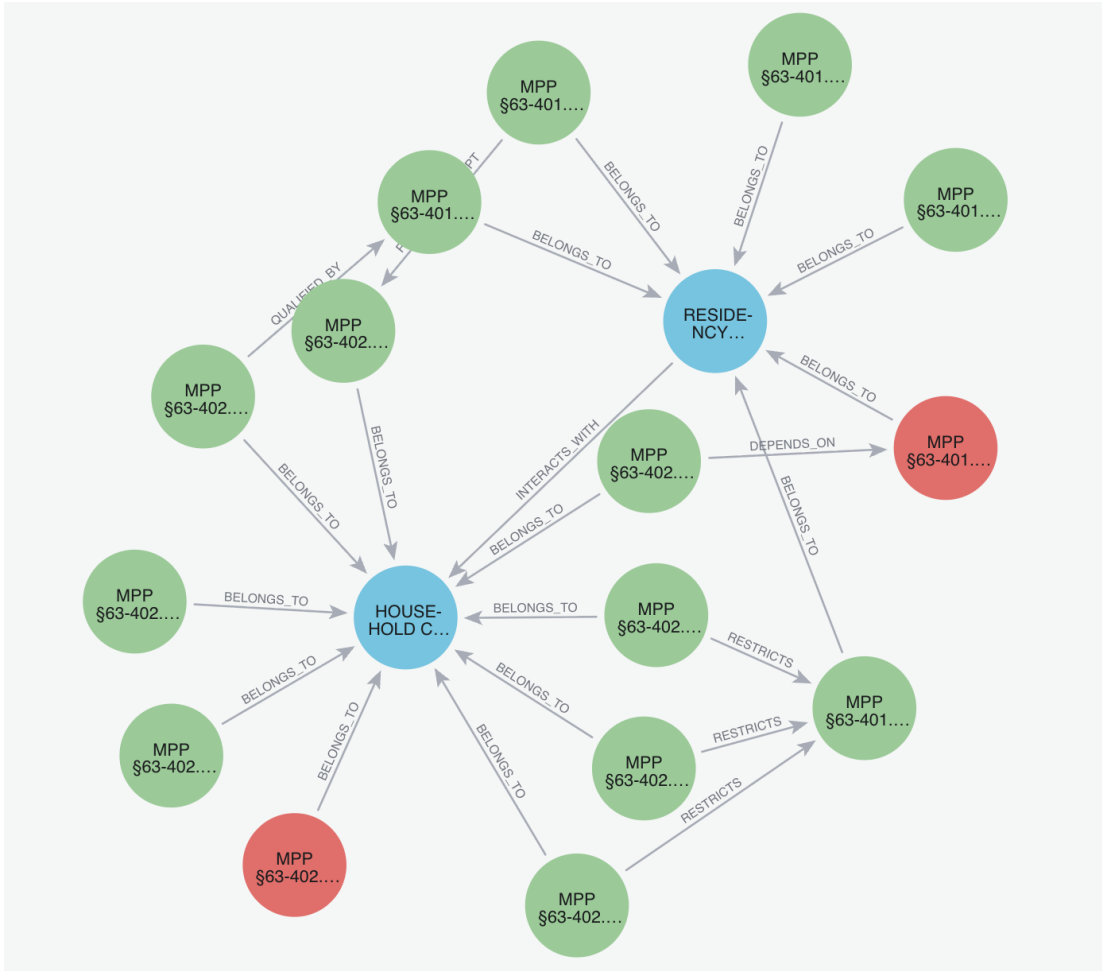 MPP
§63-401....
MPP
§63-401....
MPP
§63-401....
MPP
§63-401....
BELONGS_TO
BELONGS_TO
BELONGS_TO
BELONGS_TO
QUALIFIED_BY
MPP
§63-402....
RESIDE-
NCY...
MPP
§63-402....
BELONGS_TO
MPP
§63-401....
MPP
§63-402....
DEPENDS_ON
INTERACTS_WITH
BELONGS_TO
BELONGS_TO
BELONGS_TO
BELONGS_TO
MPP
§63-402....
BELONGS_TO
HOUSE-
HOLD C...
BELONGS_TO
MPP
§63-402....
RESTRICTS
BELONGS_TO
BELONGS_TO
MPP
§63-401....
MPP
§63-402....
BELONGS_TO
BELONGS_TO
MPP
§63-402....
RESTRICTS
RESTRICTS
MPP
§63-402....
MPP
§63-402....